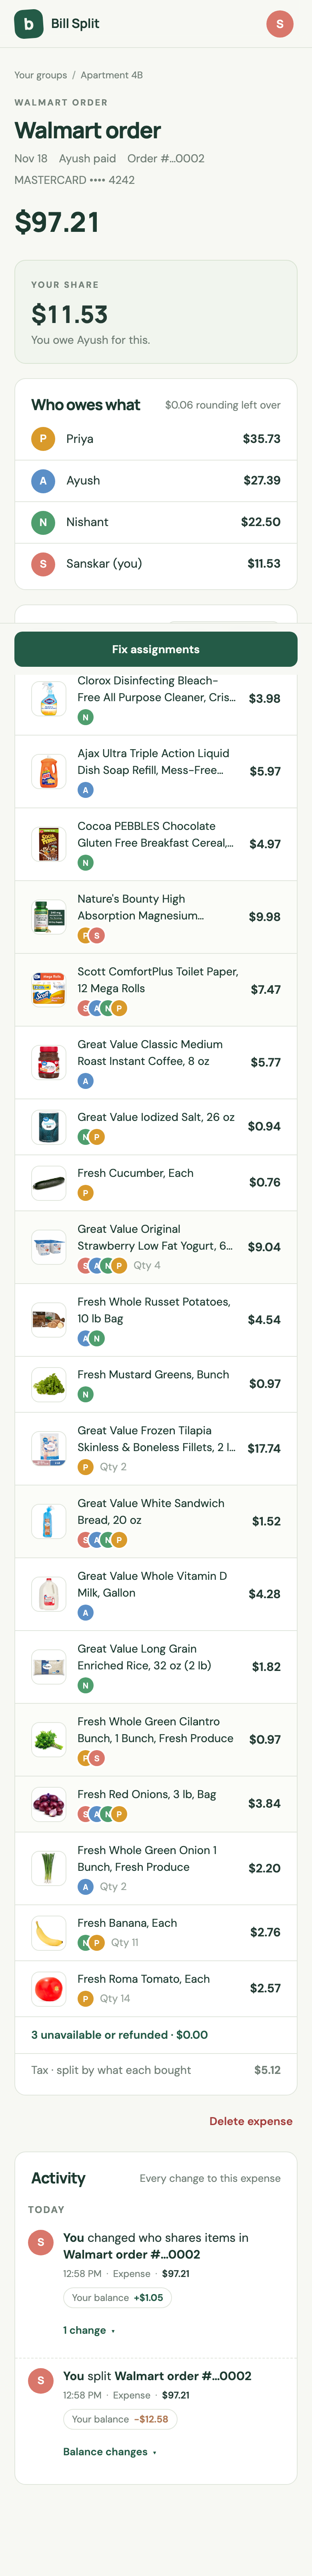 b Bill Split S
Your groups / Apartment 4B
WALMART ORDER
Walmart order
Nov 18 Ayush paid Order #…0002
MASTERCARD •••• 4242
$97.21
YOUR SHARE
$11.53
You owe Ayush for this.
Who owes what $0.06 rounding left over
P Priya $35.73
A Ayush $27.39
N Nishant $22.50
S Sanskar (you) $11.53
Fix assignments
Clorox Disinfecting Bleach-
Free All Purpose Cleaner, Cris… $3.98
N
Ajax Ultra Triple Action Liquid
Dish Soap Refill, Mess-Free… $5.97
A
Cocoa PEBBLES Chocolate
Gluten Free Breakfast Cereal,… $4.97
N
Nature's Bounty High
Absorption Magnesium… $9.98
P S
Scott ComfortPlus Toilet Paper,
12 Mega Rolls $7.47
S A N P
Great Value Classic Medium
Roast Instant Coffee, 8 oz $5.77
A
Great Value Iodized Salt, 26 oz $0.94
N P
Fresh Cucumber, Each $0.76
P
Great Value Original
Strawberry Low Fat Yogurt, 6… $9.04
S A N P Qty 4
Fresh Whole Russet Potatoes,
10 lb Bag $4.54
A N
Fresh Mustard Greens, Bunch $0.97
N
Great Value Frozen Tilapia
Skinless & Boneless Fillets, 2 l… $17.74
P Qty 2
Great Value White Sandwich
Bread, 20 oz $1.52
S A N P
Great Value Whole Vitamin D
Milk, Gallon $4.28
A
Great Value Long Grain
Enriched Rice, 32 oz (2 lb) $1.82
N
Fresh Whole Green Cilantro
Bunch, 1 Bunch, Fresh Produce $0.97
P S
Fresh Red Onions, 3 lb, Bag $3.84
S A N P
Fresh Whole Green Onion 1
Bunch, Fresh Produce $2.20
A Qty 2
Fresh Banana, Each $2.76
N P Qty 11
Fresh Roma Tomato, Each $2.57
P Qty 14
3 unavailable or refunded · $0.00
Tax · split by what each bought $5.12
Delete expense
Activity Every change to this expense
TODAY
S You changed who shares items in
Walmart order #…0002
12:58 PM · Expense · $97.21
Your balance +$1.05
1 change
S You split Walmart order #…0002
12:58 PM · Expense · $97.21
Your balance -$12.58
Balance changes